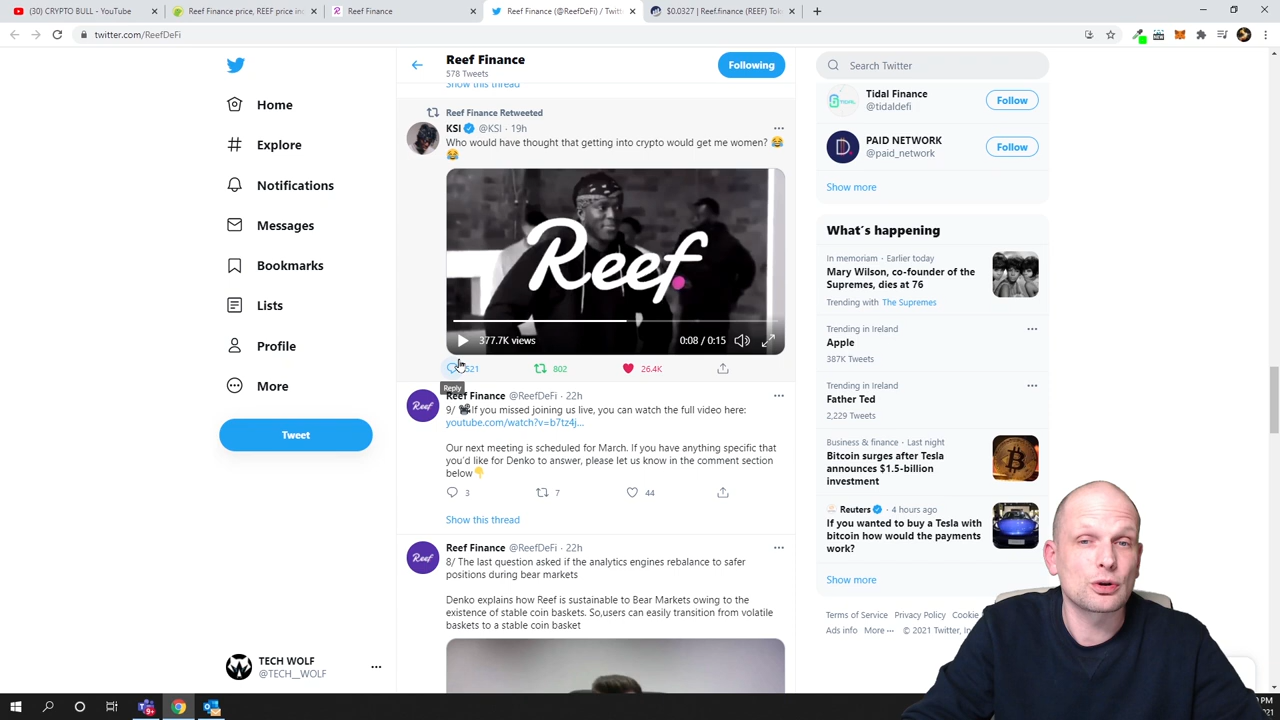 (30) CRYPTO BULL - YouTube
Reef Finance price, REEF price in
Reef Finance
Reef Finance (@ReefDeFi) / Twitt
$0.0327 | Reef.finance (REEF) Tok
twitter.com/ReefDeFi
Home
Explore
Notifications
Messages
Bookmarks
Lists
Profile
More
Tweet
TECH WOLF
@TECH__WOLF
Reef Finance
578 Tweets
Following
Show this thread
Reef Finance Retweeted
KSI @KSI · 19h
Who would have thought that getting into crypto would get me women? 😂
😂
Reef.
377.7K views
0:08 / 0:15
521
802
26.4K
Reply
Reef Finance @ReefDeFi · 22h
9/ 📽️If you missed joining us live, you can watch the full video here:
youtube.com/watch?v=b7tz4j...
Our next meeting is scheduled for March. If you have anything specific that
you'd like for Denko to answer, please let us know in the comment section
below👇
3
7
44
Show this thread
Reef
Reef Finance @ReefDeFi · 22h
8/ The last question asked if the analytics engines rebalance to safer
positions during bear markets
Denko explains how Reef is sustainable to Bear Markets owing to the
existence of stable coin baskets. So,users can easily transition from volatile
baskets to a stable coin basket
Reef
Search Twitter
Tidal Finance
@tidaldefi
Follow
PAID NETWORK
@paid_network
Follow
Show more
What's happening
In memoriam · Earlier today
Mary Wilson, co-founder of the
Supremes, dies at 76
Trending with The Supremes
Trending in Ireland
Apple
387K Tweets
Trending in Ireland
Father Ted
2,229 Tweets
Business & finance · Last night
Bitcoin surges after Tesla
announces $1.5-billion
investment
Reuters · 4 hours ago
If you wanted to buy a Tesla with
bitcoin how would the payments
work?
Show more
Terms of Service Privacy Policy Cookie
Ads info More ··· © 2021 Twitter, In